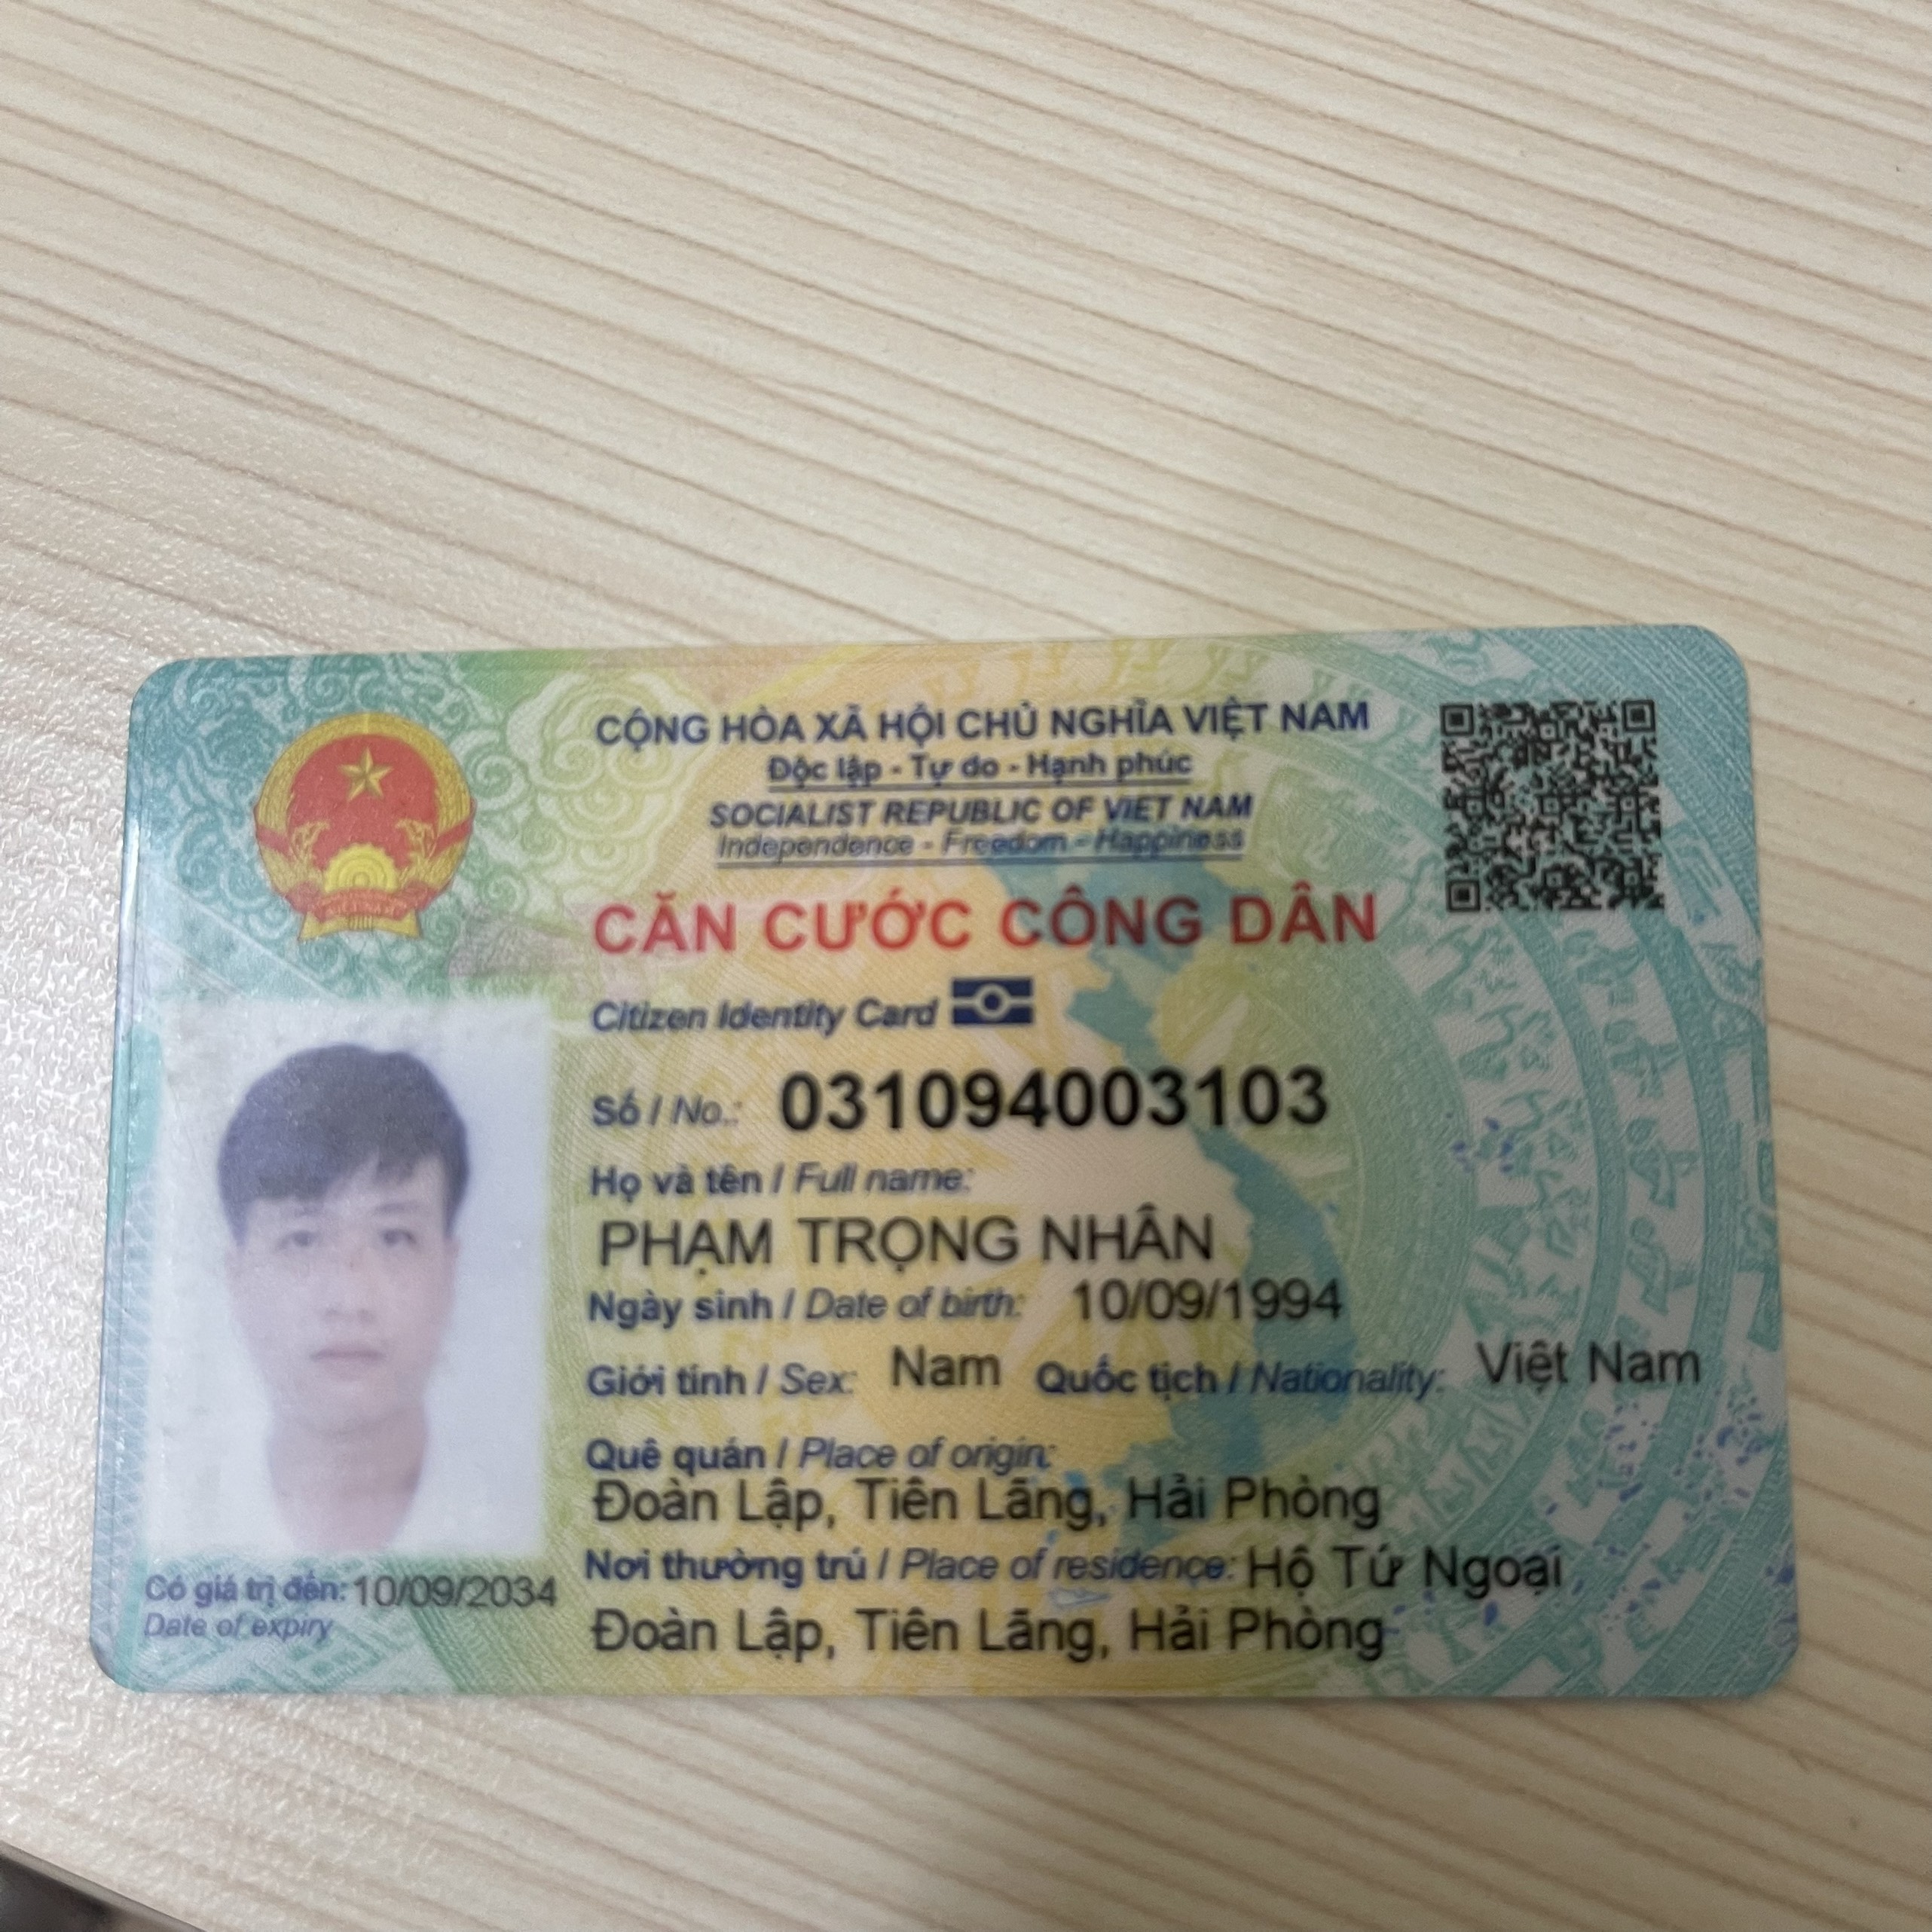 CỘNG HÒA XÃ HỘI CHỦ NGHĨA VIỆT NAM
Độc lập - Tự do - Hạnh phúc
SOCIALIST REPUBLIC OF VIET NAM
Independence - Freedom - Happiness
CĂN CƯỚC CÔNG DÂN
Citizen Identity Card
Số / No.: 031094003103
Họ và tên / Full name:
PHẠM TRỌNG NHÂN
Ngày sinh / Date of birth: 10/09/1994
Giới tính / Sex: Nam Quốc tịch / Nationality: Việt Nam
Quê quán / Place of origin:
Đoàn Lập, Tiên Lãng, Hải Phòng
Nơi thường trú / Place of residence: Hộ Tứ Ngoại
Đoàn Lập, Tiên Lãng, Hải Phòng
Có giá trị đến: 10/09/2034
Date of expiry